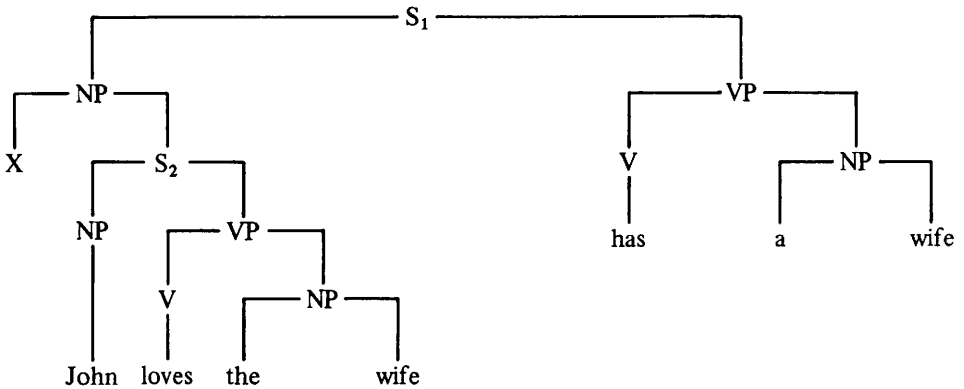 S₁
NP VP
X S₂ V NP
NP VP has a wife
V NP
John loves the wife